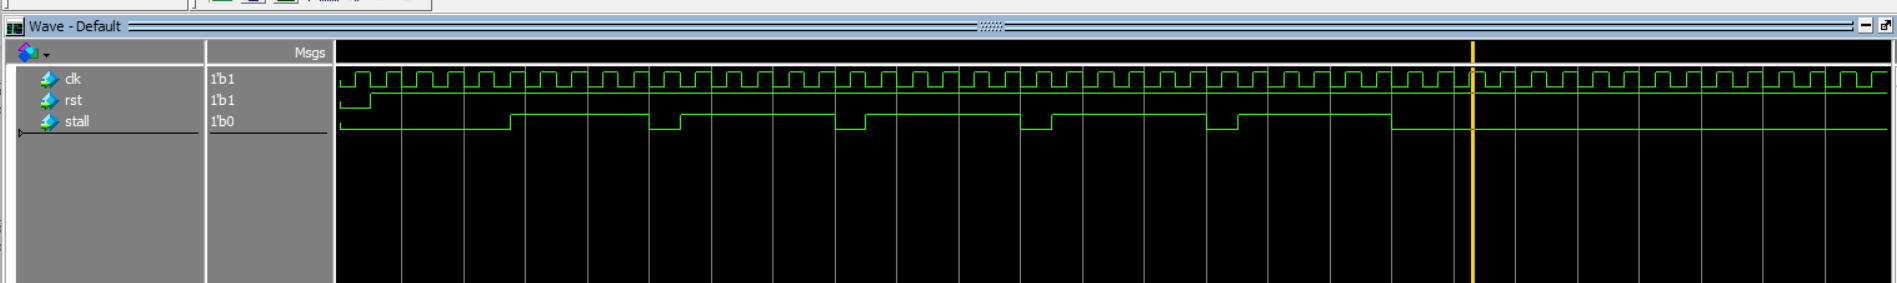 Wave - Default
Msgs
clk 1'b1
rst 1'b1
stall 1'b0